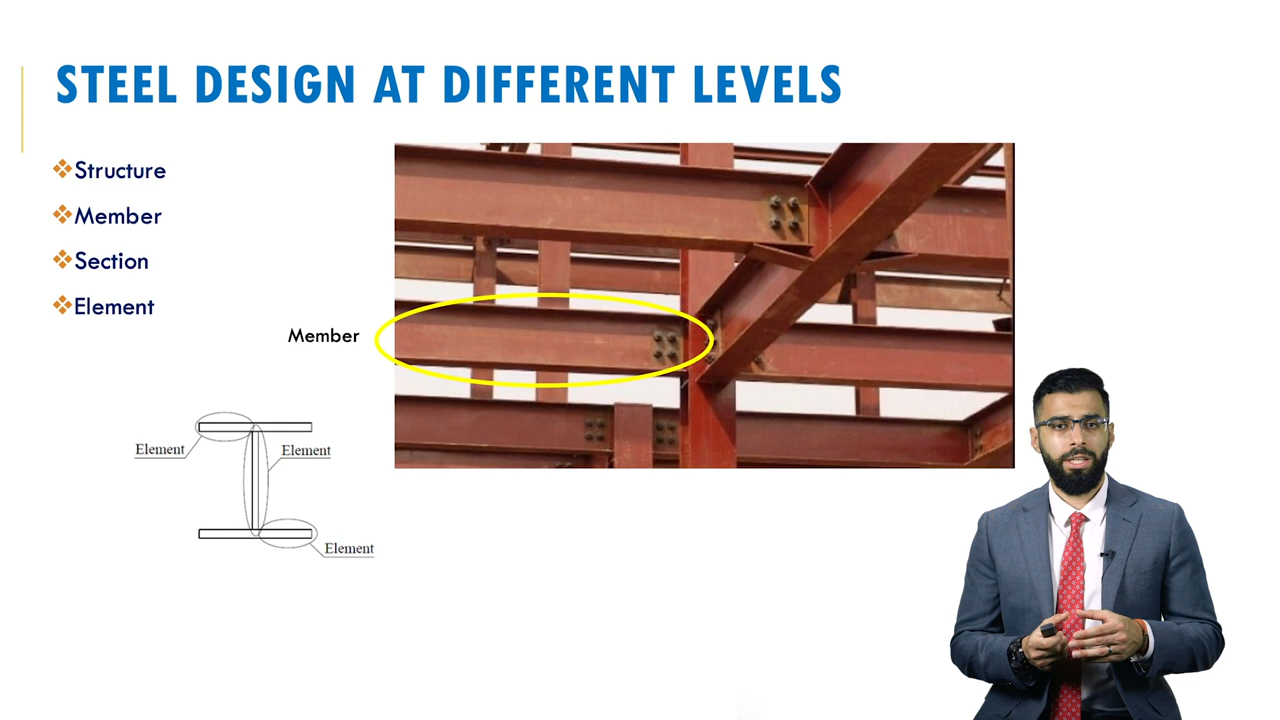 STEEL DESIGN AT DIFFERENT LEVELS
Structure
Member
Section
Element
Member
Element
Element
Element